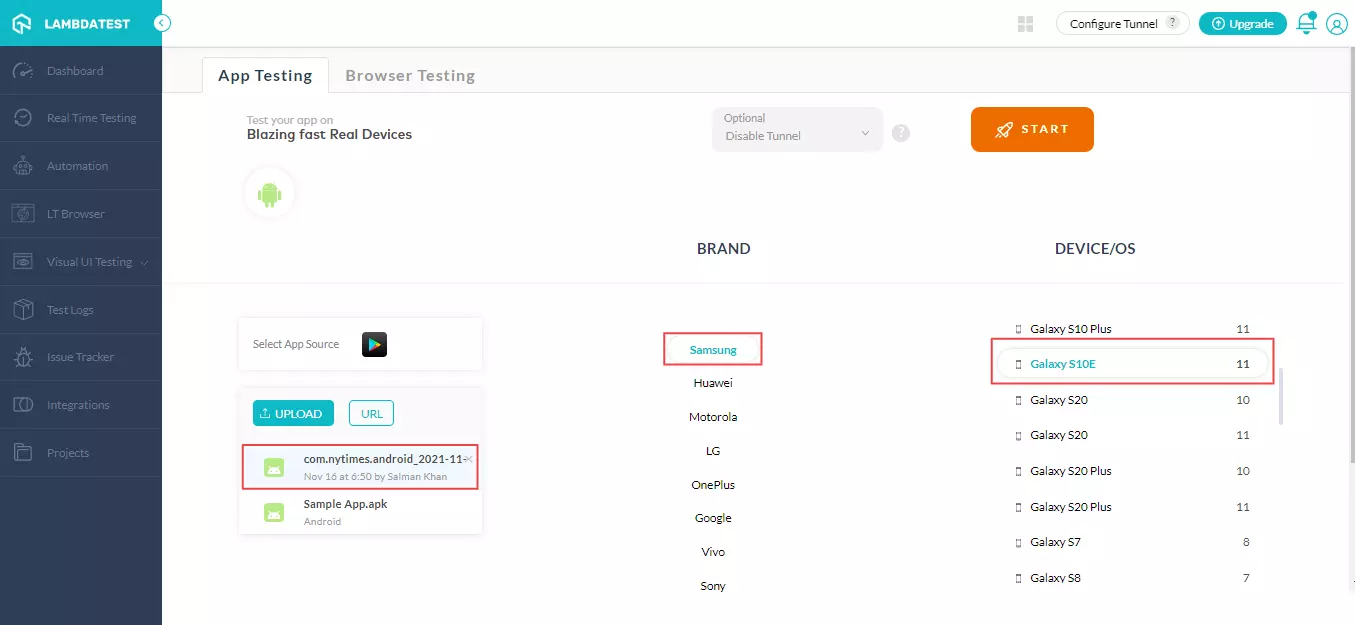 LAMBDATEST
Configure Tunnel ?
Upgrade
Dashboard
Real Time Testing
Automation
LT Browser
Visual UI Testing
Test Logs
Issue Tracker
Integrations
Projects
App Testing
Browser Testing
Test your app on
Blazing fast Real Devices
Optional
Disable Tunnel
?
START
BRAND
DEVICE/OS
Select App Source
UPLOAD
URL
com.nytimes.android_2021-11-
Nov 16 at 6:50 by Salman Khan
Sample App.apk
Android
Samsung
Huawei
Motorola
LG
OnePlus
Google
Vivo
Sony
Galaxy S10 Plus 11
Galaxy S10E 11
Galaxy S20 10
Galaxy S20 11
Galaxy S20 Plus 10
Galaxy S20 Plus 11
Galaxy S7 8
Galaxy S8 7